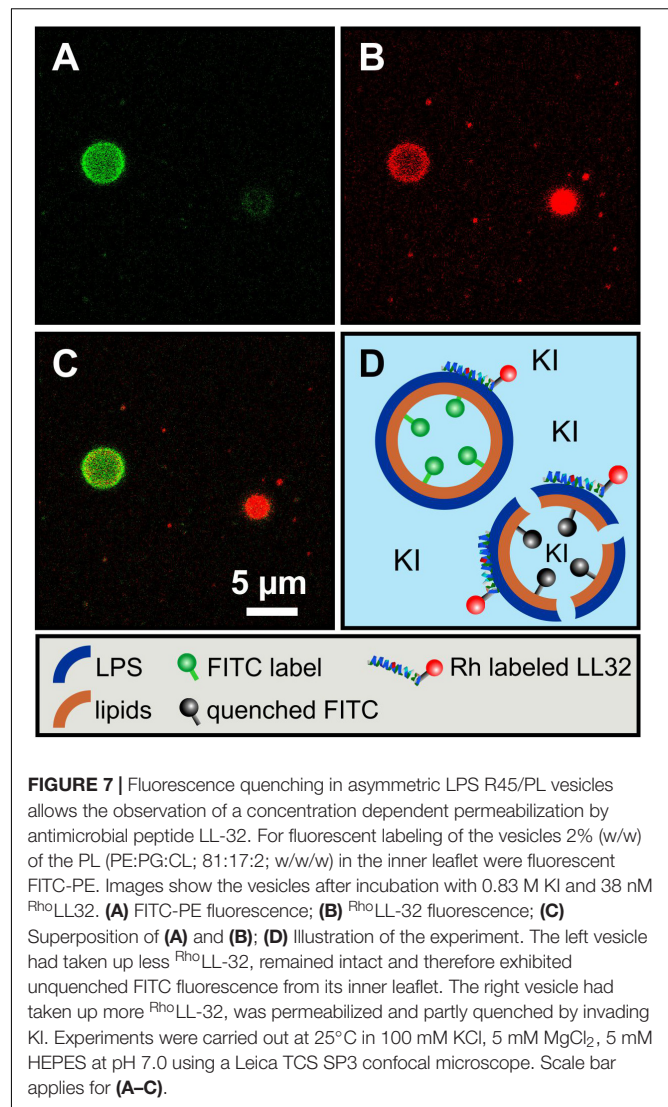 A
B
C
5 µm
D
KI
KI
KI
KI
LPS
FITC label
Rh labeled LL32
lipids
quenched FITC
FIGURE 7 | Fluorescence quenching in asymmetric LPS R45/PL vesicles
allows the observation of a concentration dependent permeabilization by
antimicrobial peptide LL-32. For fluorescent labeling of the vesicles 2% (w/w)
of the PL (PE:PG:CL; 81:17:2; w/w/w) in the inner leaflet were fluorescent
FITC-PE. Images show the vesicles after incubation with 0.83 M KI and 38 nM
ᴿʰᵒLL32. (A) FITC-PE fluorescence; (B) ᴿʰᵒLL-32 fluorescence; (C)
Superposition of (A) and (B); (D) Illustration of the experiment. The left vesicle
had taken up less ᴿʰᵒLL-32, remained intact and therefore exhibited
unquenched FITC fluorescence from its inner leaflet. The right vesicle had
taken up more ᴿʰᵒLL-32, was permeabilized and partly quenched by invading
KI. Experiments were carried out at 25°C in 100 mM KCl, 5 mM MgCl₂, 5 mM
HEPES at pH 7.0 using a Leica TCS SP3 confocal microscope. Scale bar
applies for (A–C).